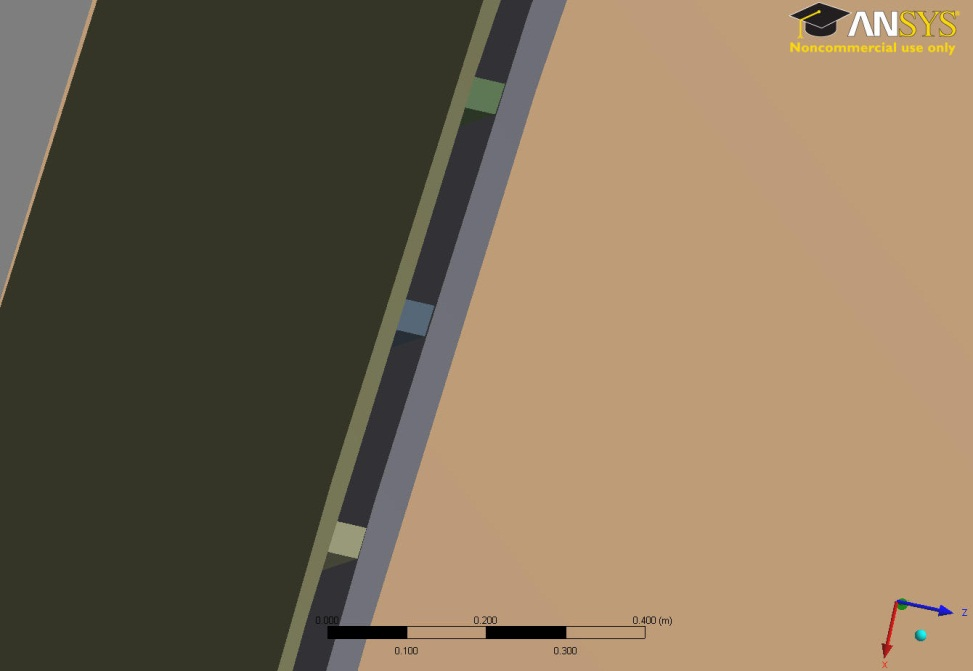 ANSYS
Noncommercial use only
0.000 0.200 0.400 (m)
0.100 0.300
Z
X